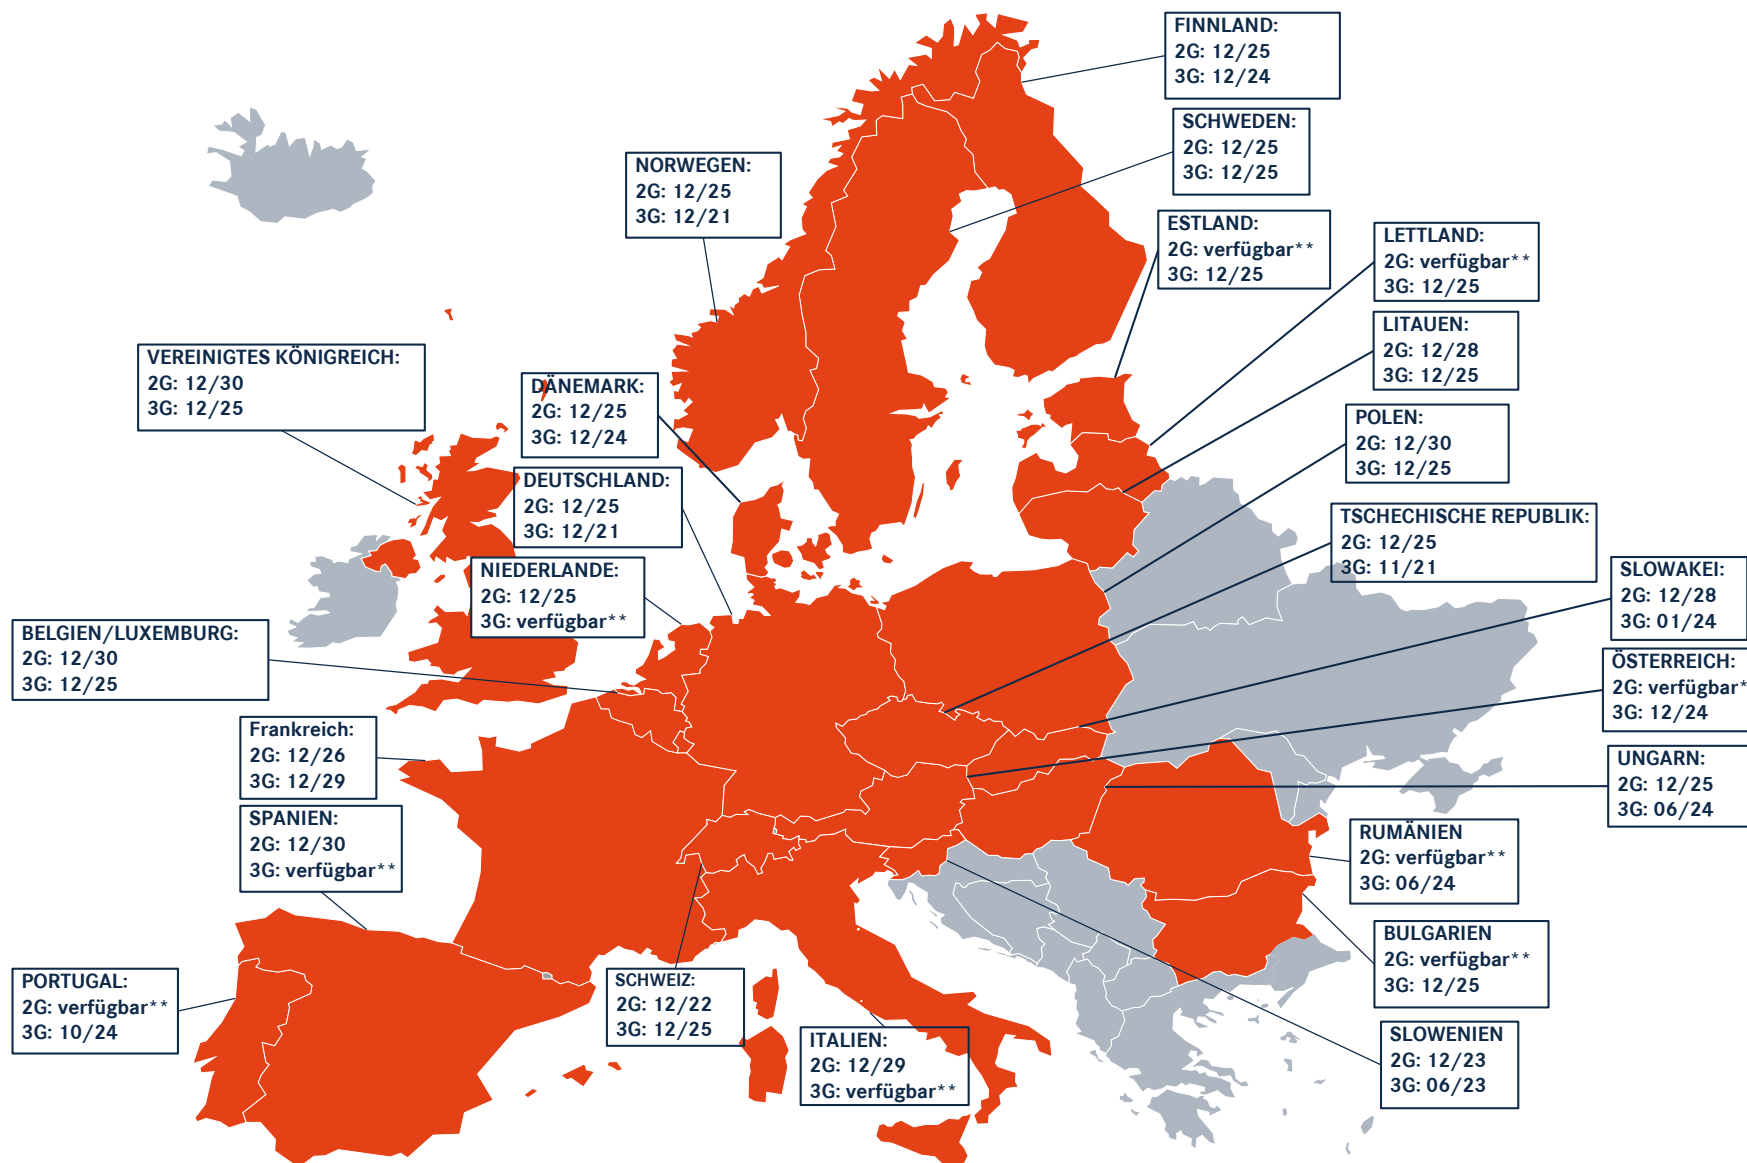 FINNLAND:
2G: 12/25
3G: 12/24
SCHWEDEN:
2G: 12/25
3G: 12/25
NORWEGEN:
2G: 12/25
3G: 12/21
ESTLAND:
2G: verfügbar**
3G: 12/25
LETTLAND:
2G: verfügbar**
3G: 12/25
LITAUEN:
2G: 12/28
3G: 12/25
VEREINIGTES KÖNIGREICH:
2G: 12/30
3G: 12/25
DÄNEMARK:
2G: 12/25
3G: 12/24
POLEN:
2G: 12/30
3G: 12/25
DEUTSCHLAND:
2G: 12/25
3G: 12/21
TSCHECHISCHE REPUBLIK:
2G: 12/25
3G: 11/21
NIEDERLANDE:
2G: 12/25
3G: verfügbar**
SLOWAKEI:
2G: 12/28
3G: 01/24
BELGIEN/LUXEMBURG:
2G: 12/30
3G: 12/25
ÖSTERREICH:
2G: verfügbar*
3G: 12/24
Frankreich:
2G: 12/26
3G: 12/29
UNGARN:
2G: 12/25
3G: 06/24
SPANIEN:
2G: 12/30
3G: verfügbar**
RUMÄNIEN
2G: verfügbar**
3G: 06/24
BULGARIEN
2G: verfügbar**
3G: 12/25
PORTUGAL:
2G: verfügbar**
3G: 10/24
SCHWEIZ:
2G: 12/22
3G: 12/25
ITALIEN:
2G: 12/29
3G: verfügbar**
SLOWENIEN
2G: 12/23
3G: 06/23